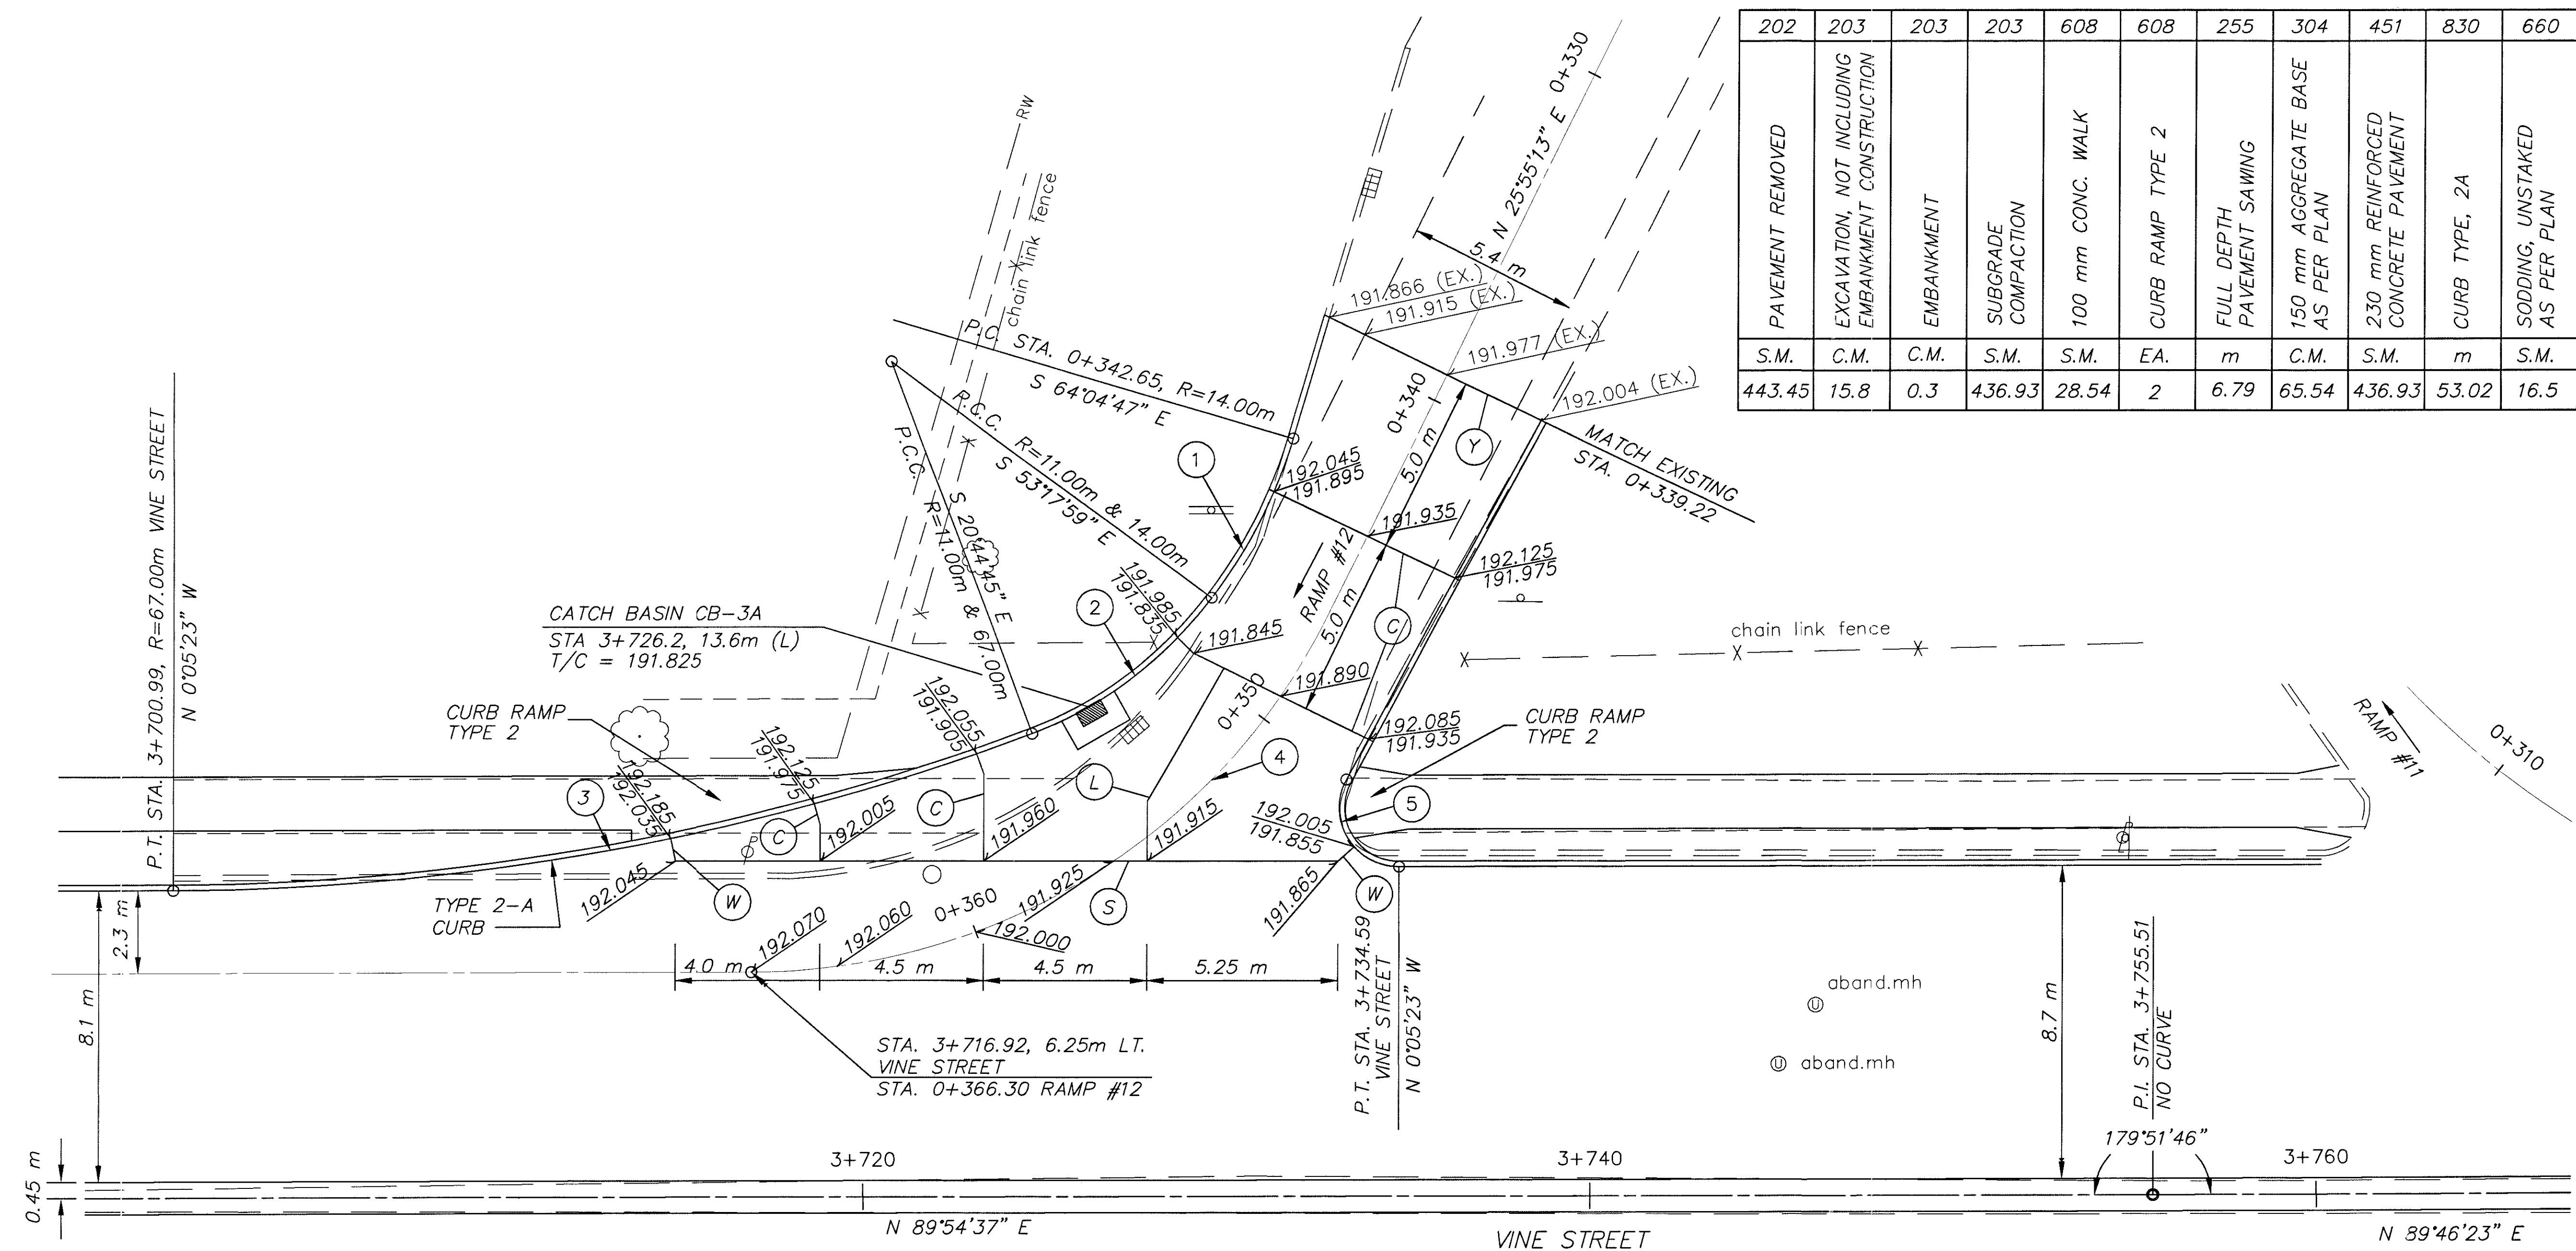 202 203 203 203 608 608 255 304 451 830 660
PAVEMENT REMOVED
EXCAVATION, NOT INCLUDING
EMBANKMENT CONSTRUCTION
EMBANKMENT
SUBGRADE
COMPACTION
100 mm CONC. WALK
CURB RAMP TYPE 2
FULL DEPTH
PAVEMENT SAWING
150 mm AGGREGATE BASE
AS PER PLAN
230 mm REINFORCED
CONCRETE PAVEMENT
CURB TYPE, 2A
SODDING, UNSTAKED
AS PER PLAN
S.M. C.M. C.M. S.M. S.M. EA. m C.M. S.M. m S.M.
443.45 15.8 0.3 436.93 28.54 2 6.79 65.54 436.93 53.02 16.5
RW
chain link fence
N 25°55'13" E
0+330
5.4 m
191.866 (EX.)
191.915 (EX.)
191.977 (EX.)
192.004 (EX.)
P.C. STA. 0+342.65, R=14.00m
S 64°04'47" E
R.C.C. R=11.00m & 14.00m
S 53°17'59" E
P.C.C. R=11.00m & 67.00m
S 20°44'45" E
0+340
5.0 m
Y
MATCH EXISTING
STA. 0+339.22
P.T. STA. 3+700.99, R=67.00m VINE STREET
N 0°05'23" W
1
192.045
191.895
191.935
192.125
191.975
RAMP #12
5.0 m
C
2
191.985
191.835
191.845
191.890
CATCH BASIN CB-3A
STA 3+726.2, 13.6m (L)
T/C = 191.825
chain link fence
CURB RAMP
TYPE 2
192.055
191.905
0+350
192.085
191.935
CURB RAMP
TYPE 2
RAMP #11
0+310
192.125
191.975
192.185
192.035
3
4
5
C
C
L
192.005
191.960
191.915
192.005
191.855
192.045
W
TYPE 2-A
CURB
0+360
191.925
S
191.865
W
192.070
192.060
192.000
2.3 m
8.1 m
4.0 m
4.5 m
4.5 m
5.25 m
P.T. STA. 3+734.59
VINE STREET
N 0°05'23" W
aband.mh
U
U
aband.mh
8.7 m
P.I. STA. 3+755.51
NO CURVE
STA. 3+716.92, 6.25m LT.
VINE STREET
STA. 0+366.30 RAMP #12
179°51'46"
0.45 m
3+720
3+740
3+760
N 89°54'37" E
VINE STREET
N 89°46'23" E